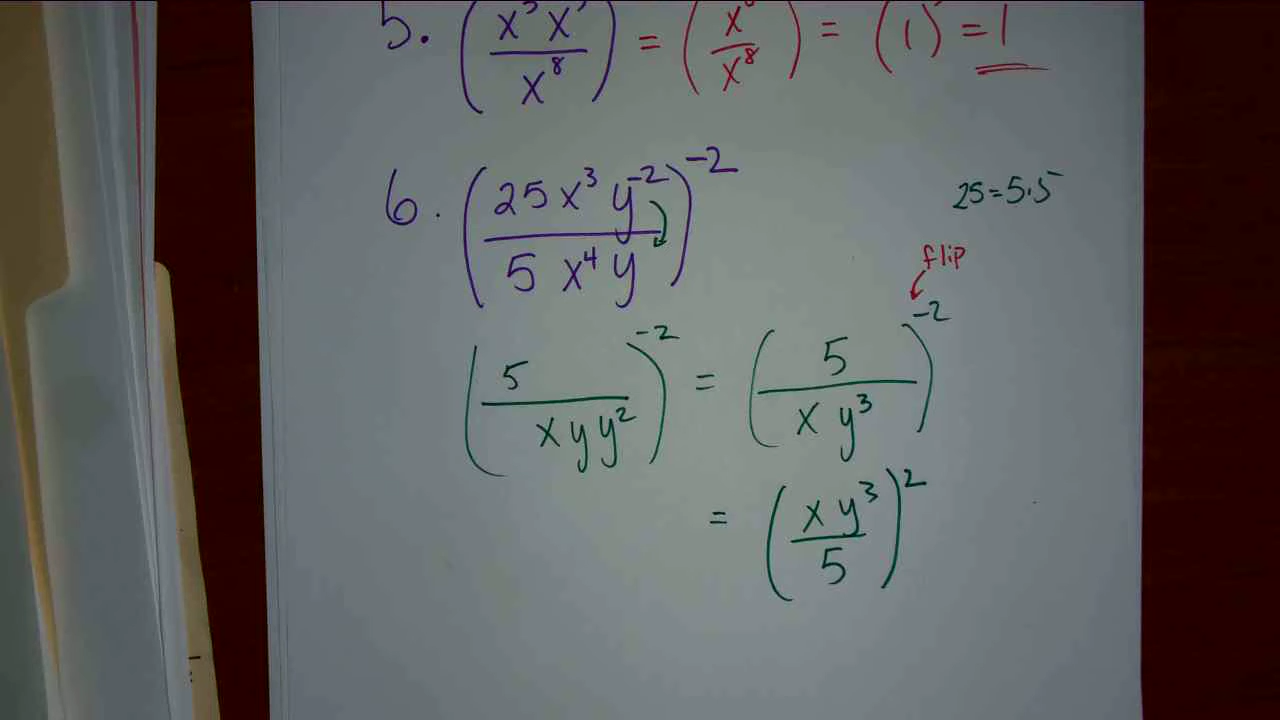 5. (x³x⁵/x⁸) = (x⁸/x⁸) = (1) = 1
6. (25x³y⁻²/5x⁴y)⁻²
25=5·5
flip
(5/xyy²)⁻² = (5/xy³)⁻²
= (xy³/5)²